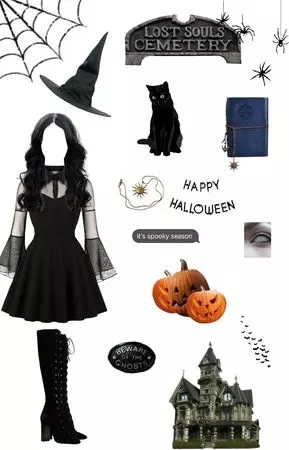 LOST SOULS
CEMETERY
HAPPY
HALLOWEEN
it's spooky season
BEWARE
OF THE
GHOSTS